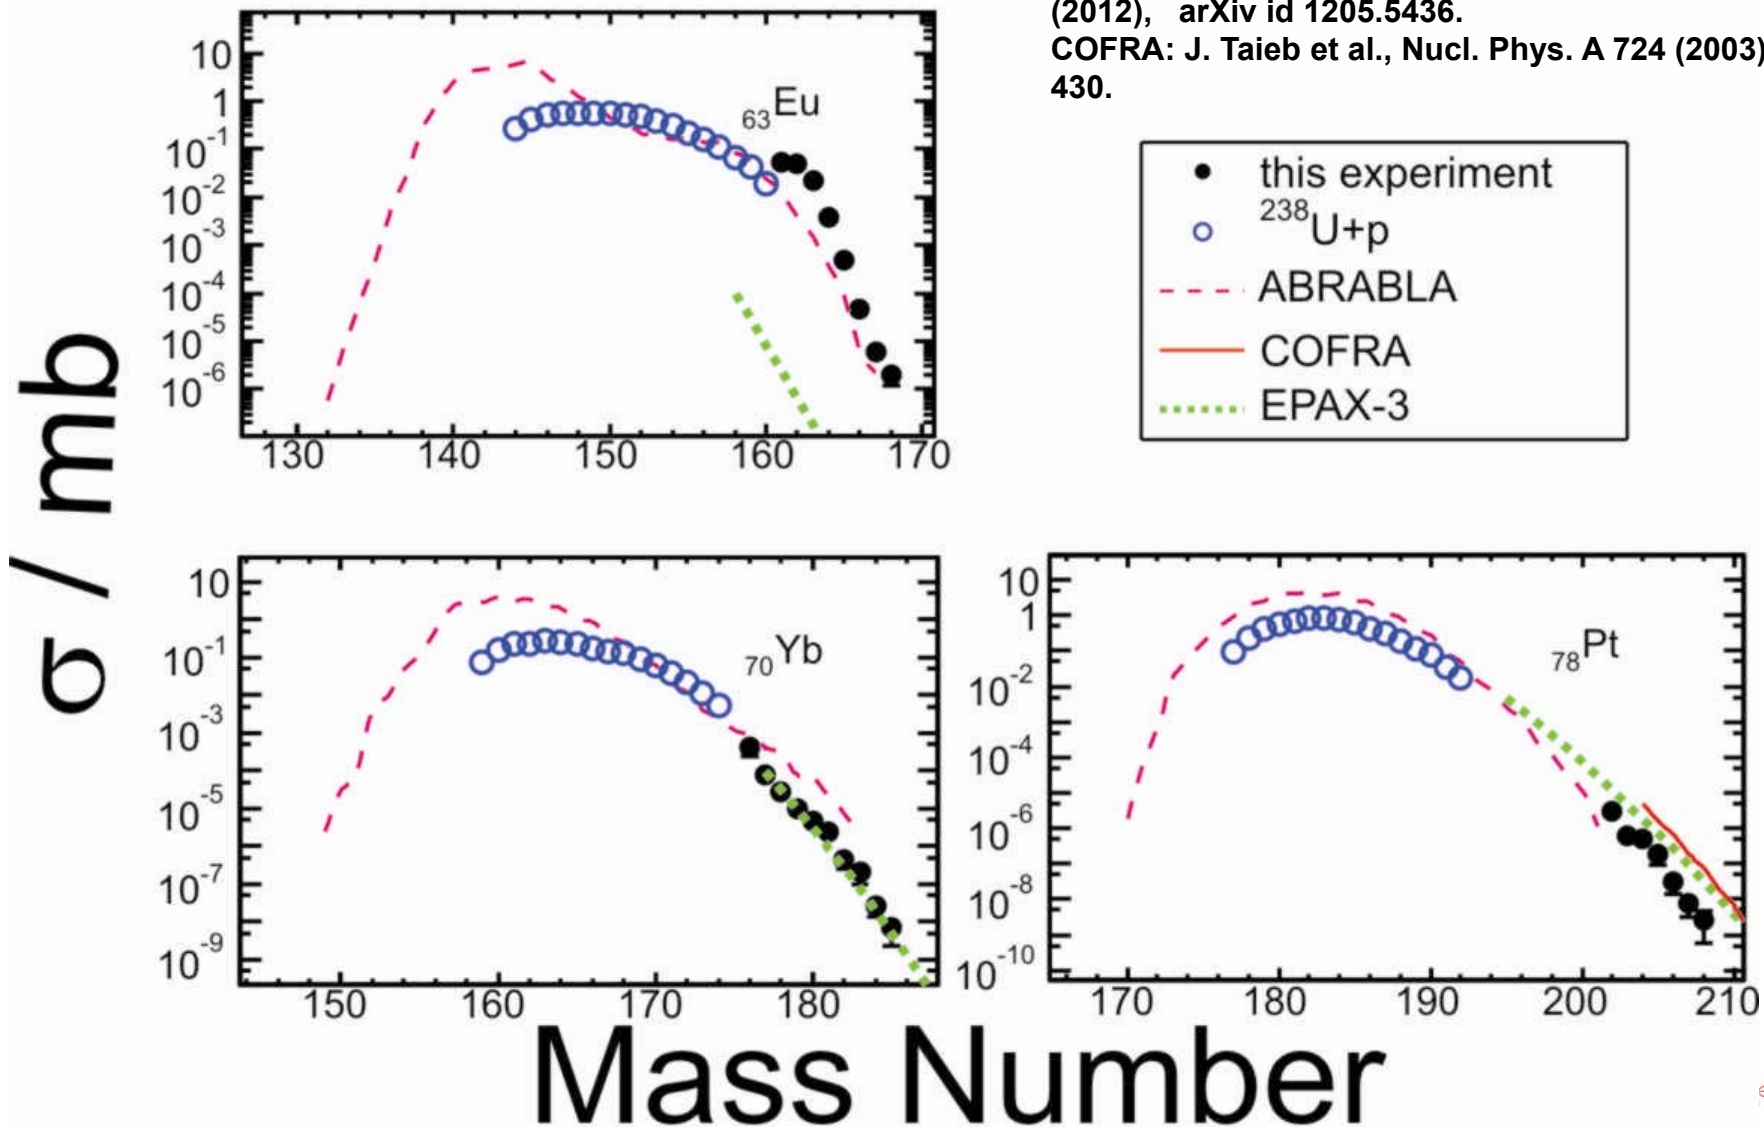 (2012), arXiv id 1205.5436.
COFRA: J. Taieb et al., Nucl. Phys. A 724 (2003)
430.
10
1
10⁻¹
10⁻²
10⁻³
10⁻⁴
10⁻⁵
10⁻⁶
₆₃Eu
130 140 150 160 170
this experiment
²³⁸U+p
ABRABLA
COFRA
EPAX-3
σ / mb
10
10⁻¹
10⁻³
10⁻⁵
10⁻⁷
10⁻⁹
₇₀Yb
150 160 170 180
10
1
10⁻²
10⁻⁴
10⁻⁶
10⁻⁸
10⁻¹⁰
₇₈Pt
170 180 190 200 210
Mass Number